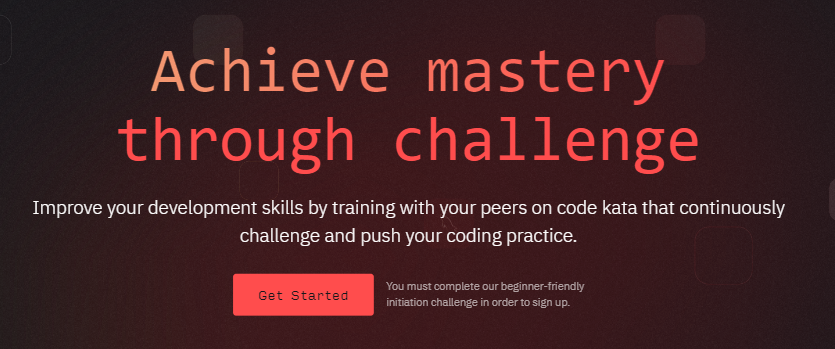 Achieve mastery
through challenge
Improve your development skills by training with your peers on code kata that continuously
challenge and push your coding practice.
Get Started
You must complete our beginner-friendly
initiation challenge in order to sign up.